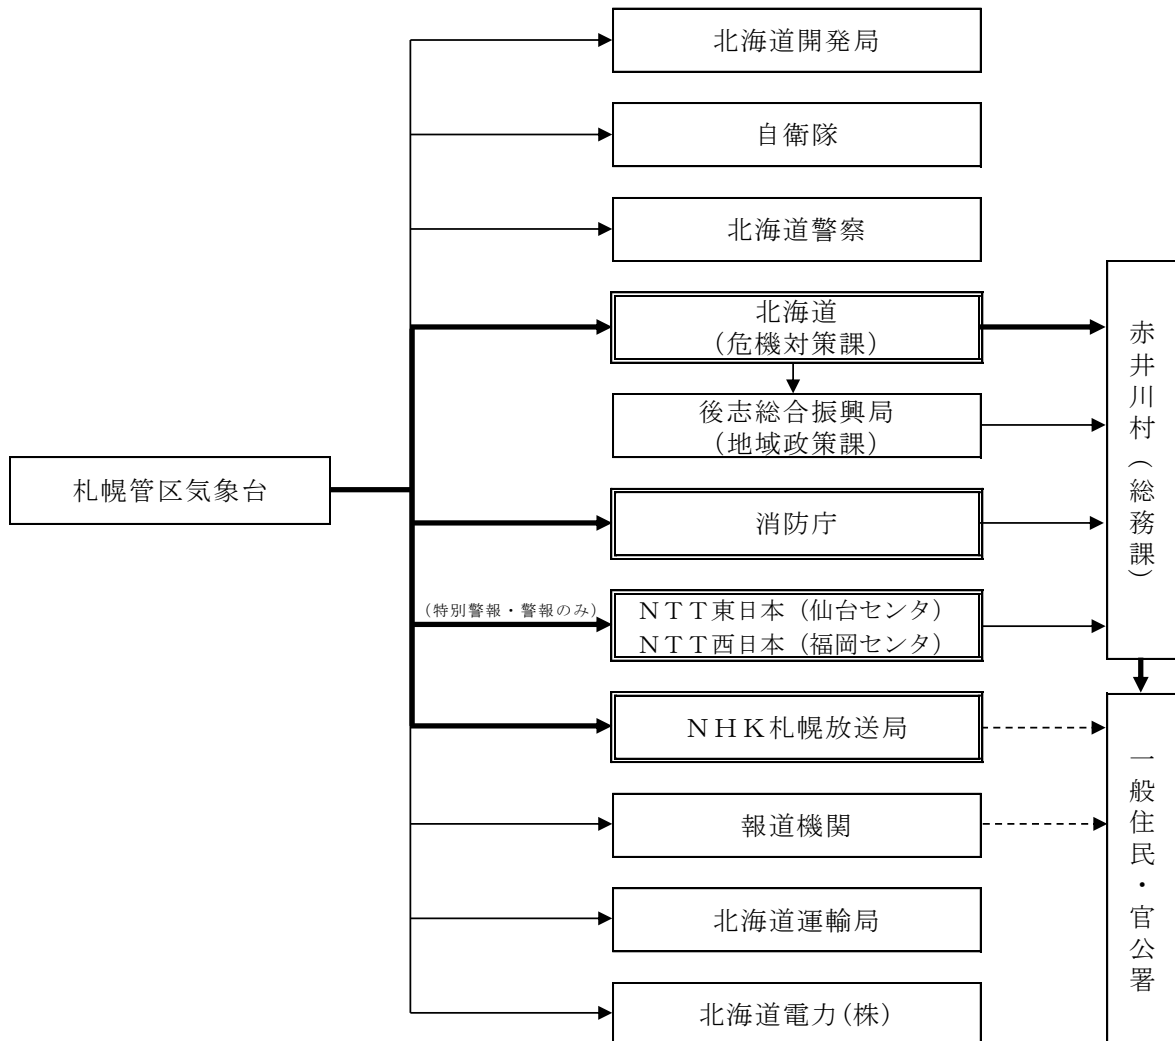 北海道開発局
自衛隊
北海道警察
北海道
（危機対策課）
後志総合振興局
（地域政策課）
札幌管区気象台
消防庁
（特別警報・警報のみ）
ＮＴＴ東日本（仙台センタ）
ＮＴＴ西日本（福岡センタ）
ＮＨＫ札幌放送局
報道機関
北海道運輸局
北海道電力(株)
赤井川村（総務課）
一般住民・官公署